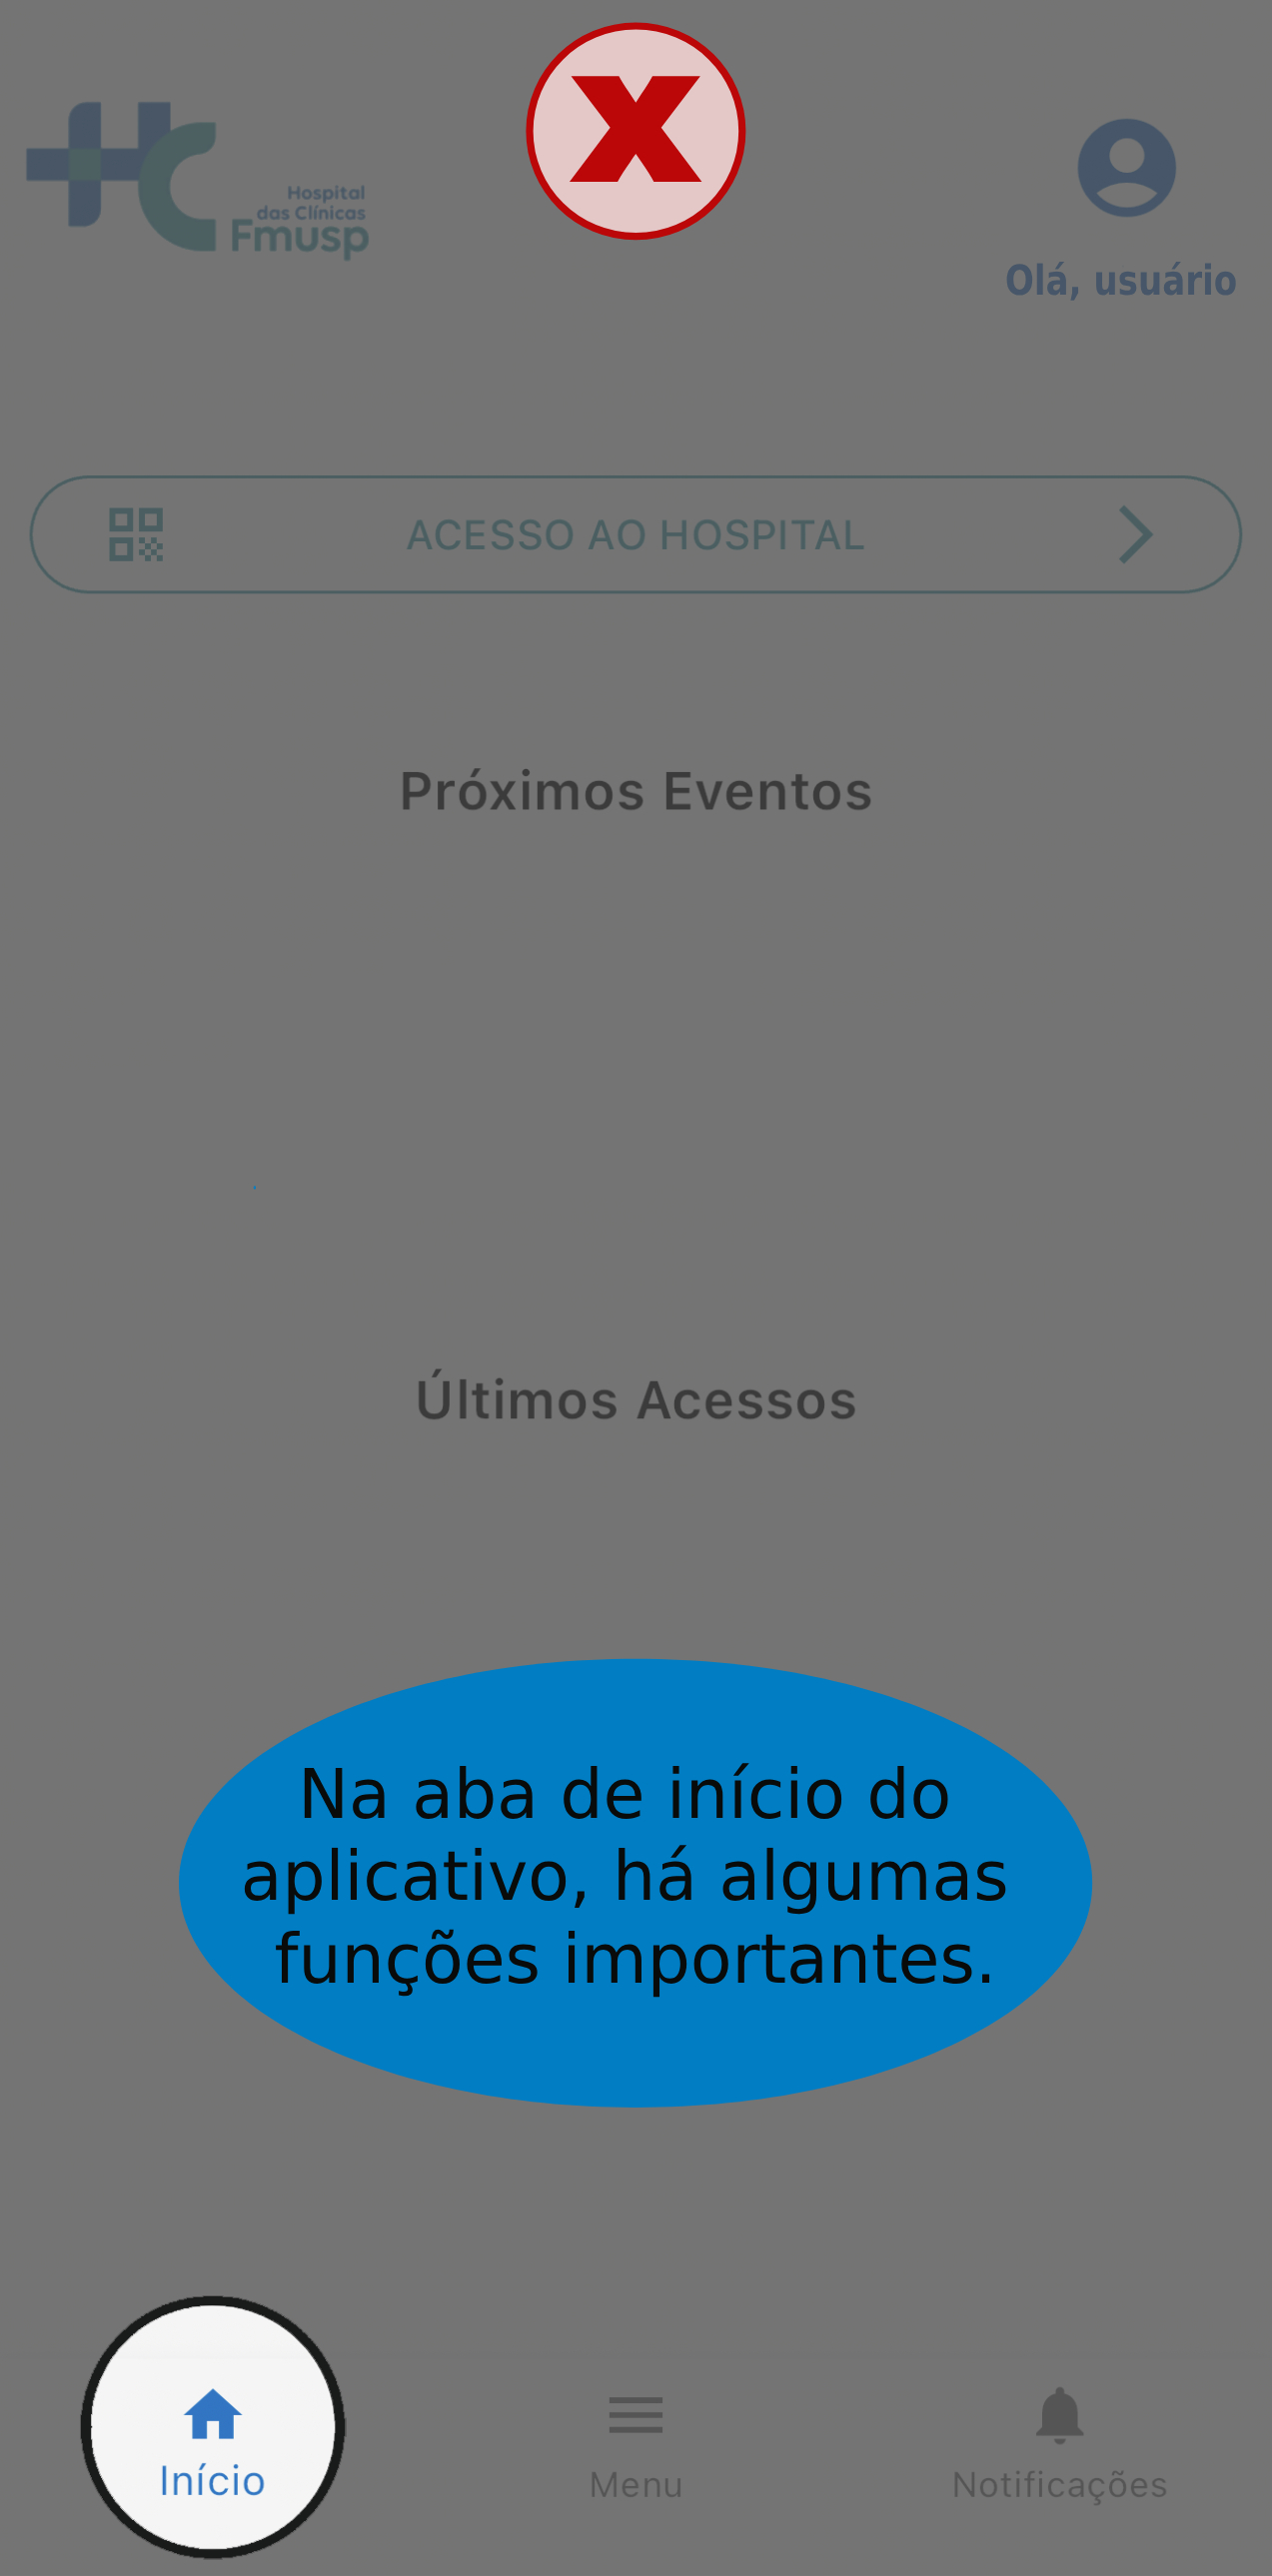 X
Hospital
das Clínicas
Fmusp
Olá, usuário
ACESSO AO HOSPITAL
Próximos Eventos
Últimos Acessos
Na aba de início do
aplicativo, há algumas
funções importantes.
Início
Menu
Notificações